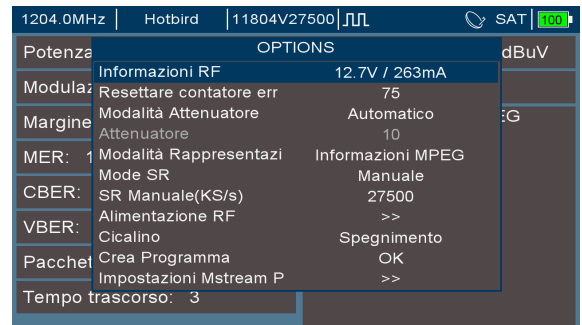 1204.0MHz Hotbird 11804V27500 SAT 100
OPTIONS
Potenza dBuV
Informazioni RF 12.7V / 263mA
Resettare contatore err 75
Modulaz
Modalità Attenuatore Automatico
Margine EG
Attenuatore 10
Modalità Rappresentazi Informazioni MPEG
MER: 1
Mode SR Manuale
CBER:
SR Manuale(KS/s) 27500
Alimentazione RF >>
VBER:
Cicalino Spegnimento
Crea Programma OK
Pacchet
Impostazioni Mstream P >>
Tempo trascorso: 3